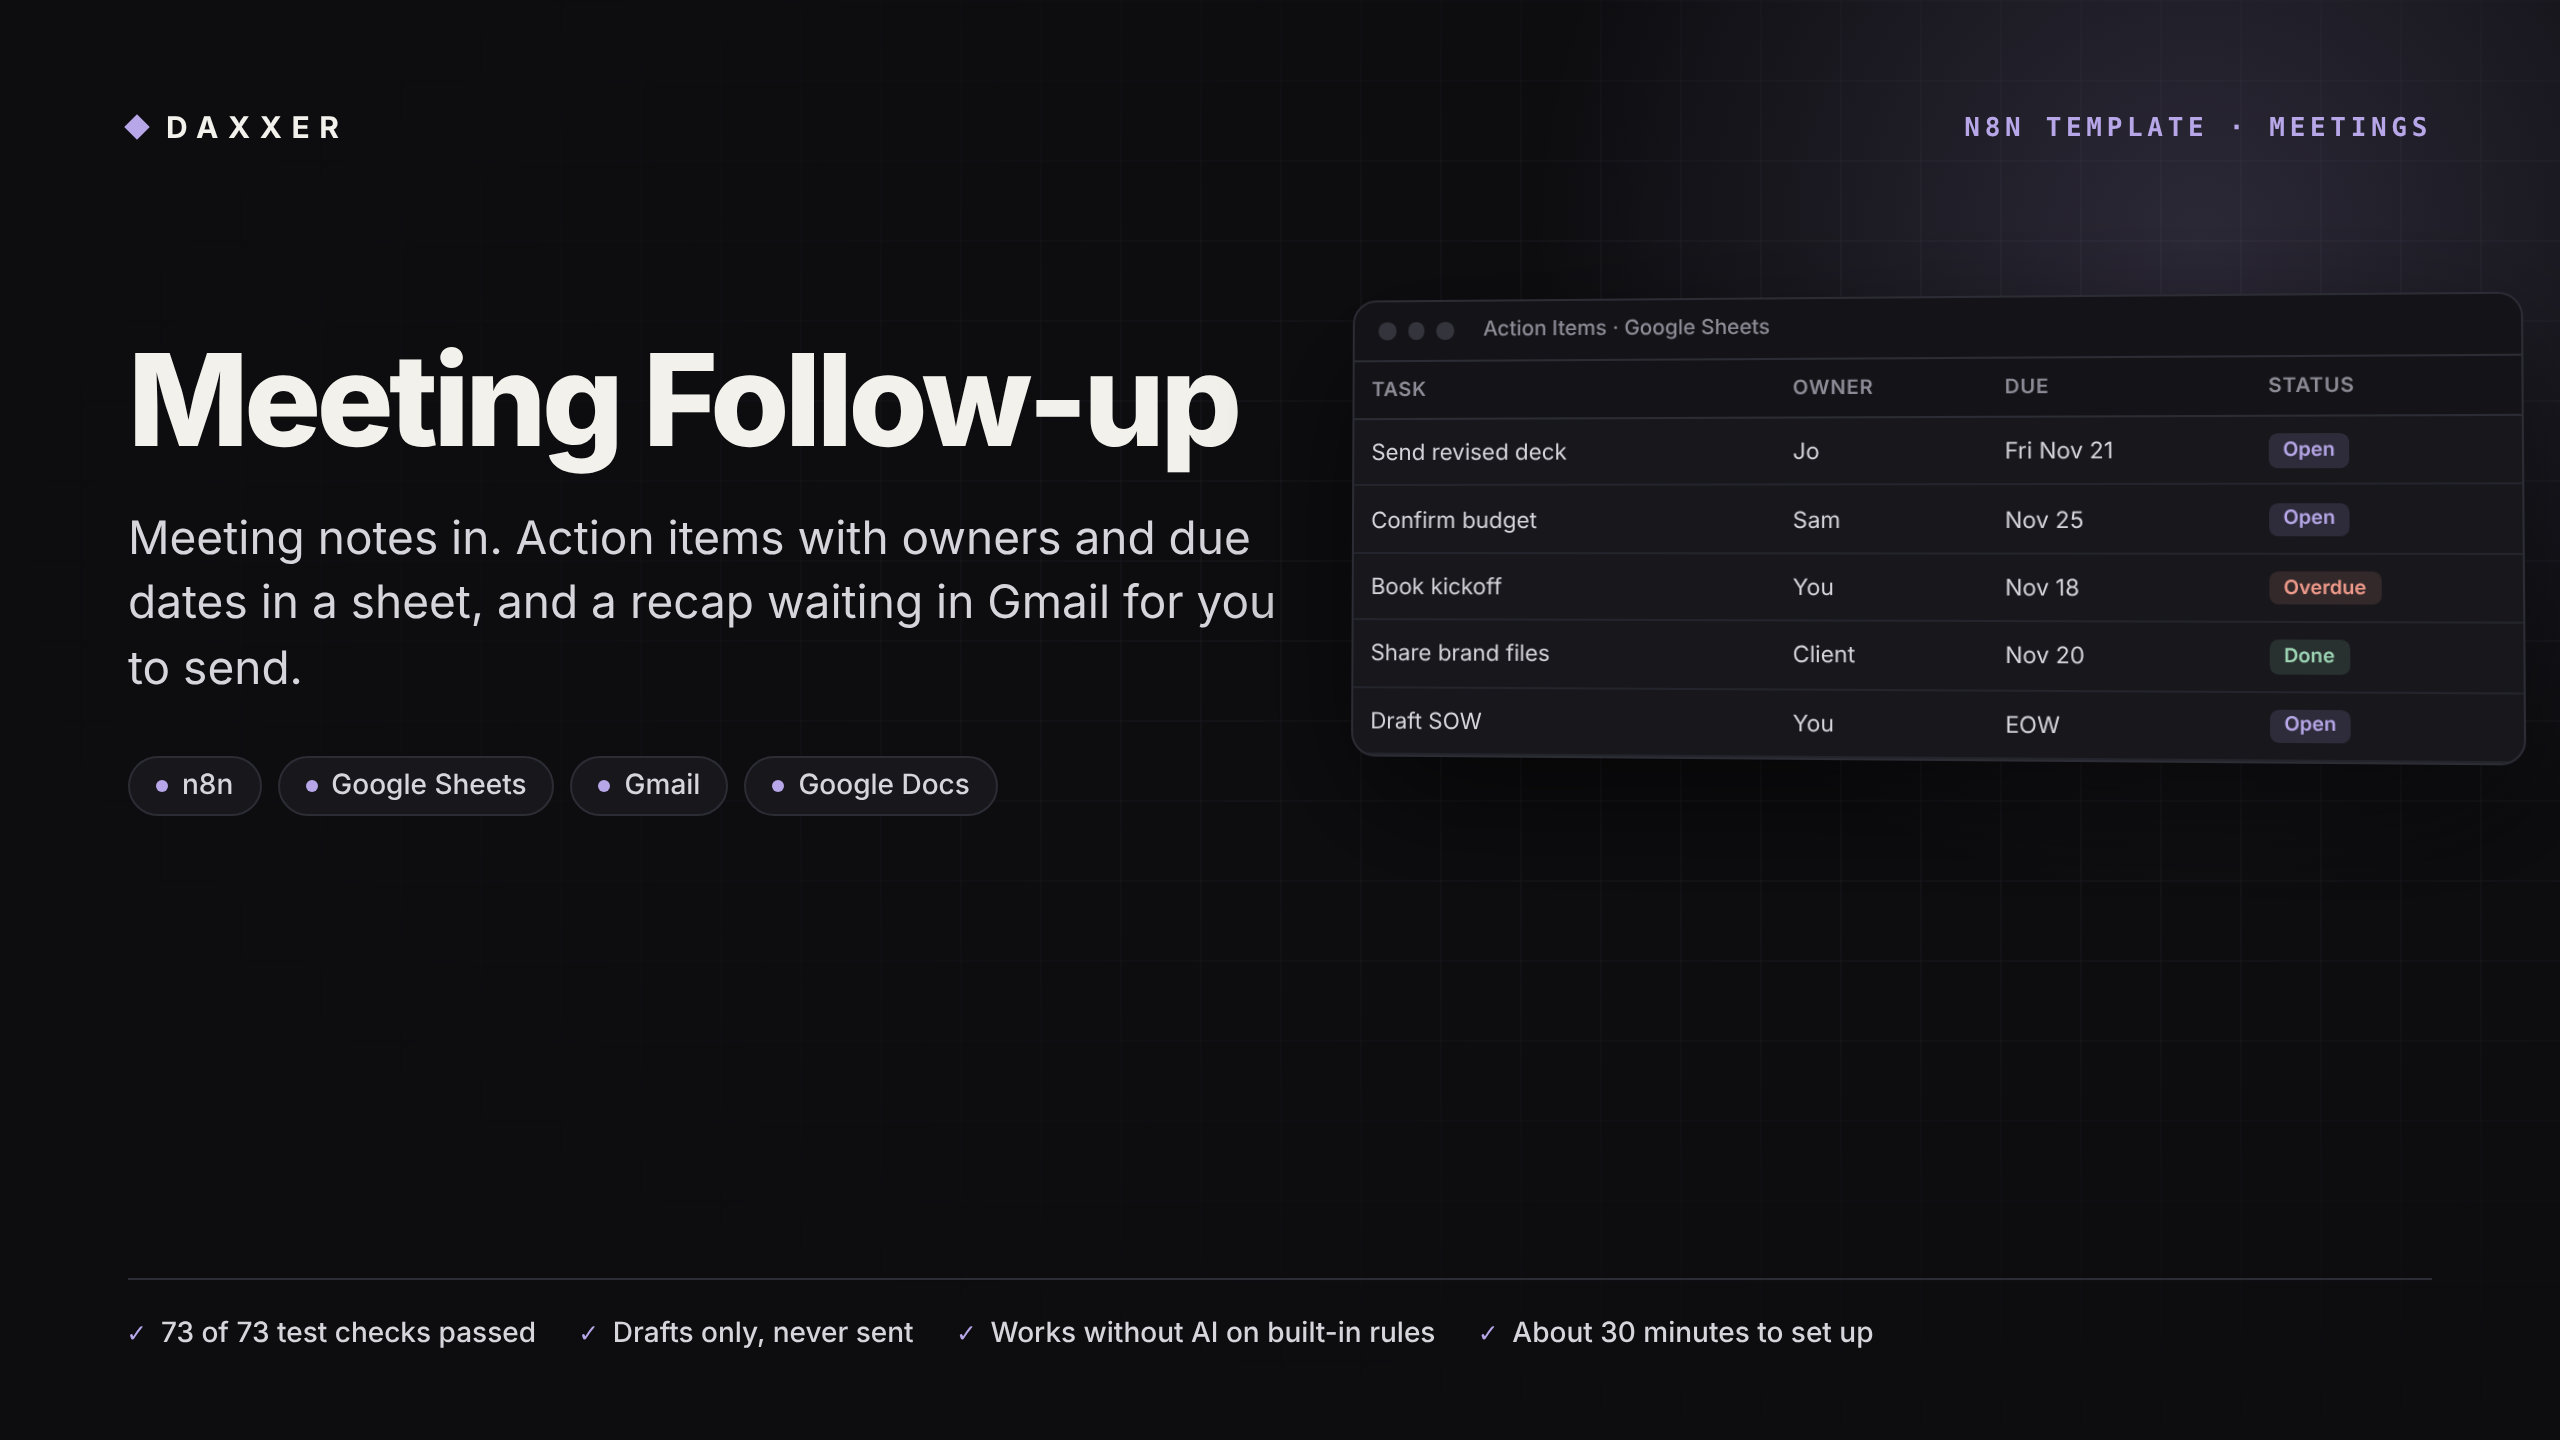 DAXXER
N8N TEMPLATE · MEETINGS
Meeting Follow-up
Meeting notes in. Action items with owners and due
dates in a sheet, and a recap waiting in Gmail for you
to send.
n8n
Google Sheets
Gmail
Google Docs
Action Items · Google Sheets
TASK OWNER DUE STATUS
Send revised deck Jo Fri Nov 21 Open
Confirm budget Sam Nov 25 Open
Book kickoff You Nov 18 Overdue
Share brand files Client Nov 20 Done
Draft SOW You EOW Open
✓ 73 of 73 test checks passed ✓ Drafts only, never sent ✓ Works without AI on built-in rules ✓ About 30 minutes to set up